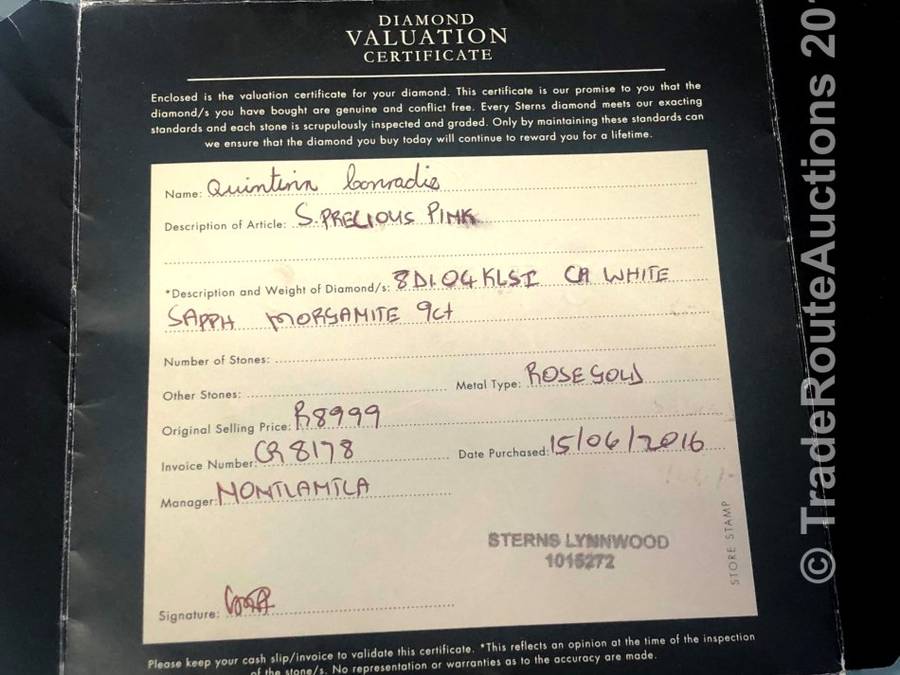 DIAMOND
VALUATION
CERTIFICATE
Enclosed is the valuation certificate for your diamond. This certificate is our promise to you that the
diamond/s you have bought are genuine and conflict free. Every Sterns diamond meets our exacting
standards and each stone is scrupulously inspected and graded. Only by maintaining these standards can
we ensure that the diamond you buy today will continue to reward you for a lifetime.
Name: Quintinn Conradie
Description of Article: S.PRECIOUS PINK
*Description and Weight of Diamond/s: 8D1.04KLSI CA WHITE
SAPPH MORGAMITE 9ct
Number of Stones:
Other Stones:
Metal Type: ROSE GOLD
Original Selling Price: R8999
Invoice Number: CR8178
Date Purchased: 15/06/2016
Manager:
STERNS LYNNWOOD
1015272
STORE STAMP
Signature:
Please keep your cash slip/invoice to validate this certificate. *This reflects an opinion at the time of the inspection
of the stone/s. No representation or warranties as to the accuracy are made.
© TradeRouteAuctions 201